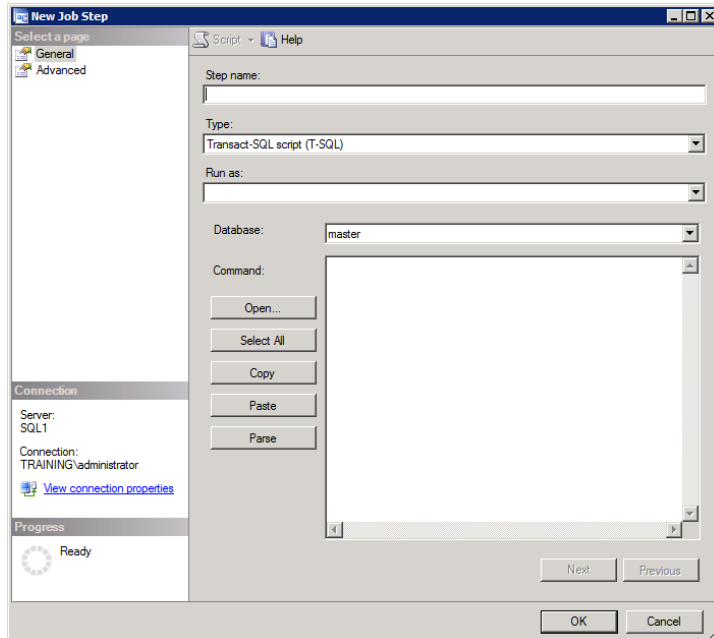 New Job Step
Select a page
General
Advanced
Script
Help
Step name:
Type:
Transact-SQL script (T-SQL)
Run as:
Database:
master
Command:
Open...
Select All
Copy
Paste
Parse
Connection
Server:
SQL1
Connection:
TRAINING\administrator
View connection properties
Progress
Ready
Next
Previous
OK
Cancel